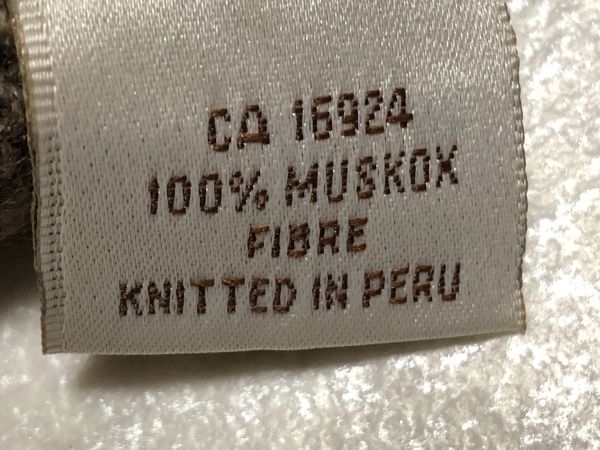 CA 16924
100% MUSKOX
FIBRE
KNITTED IN PERU